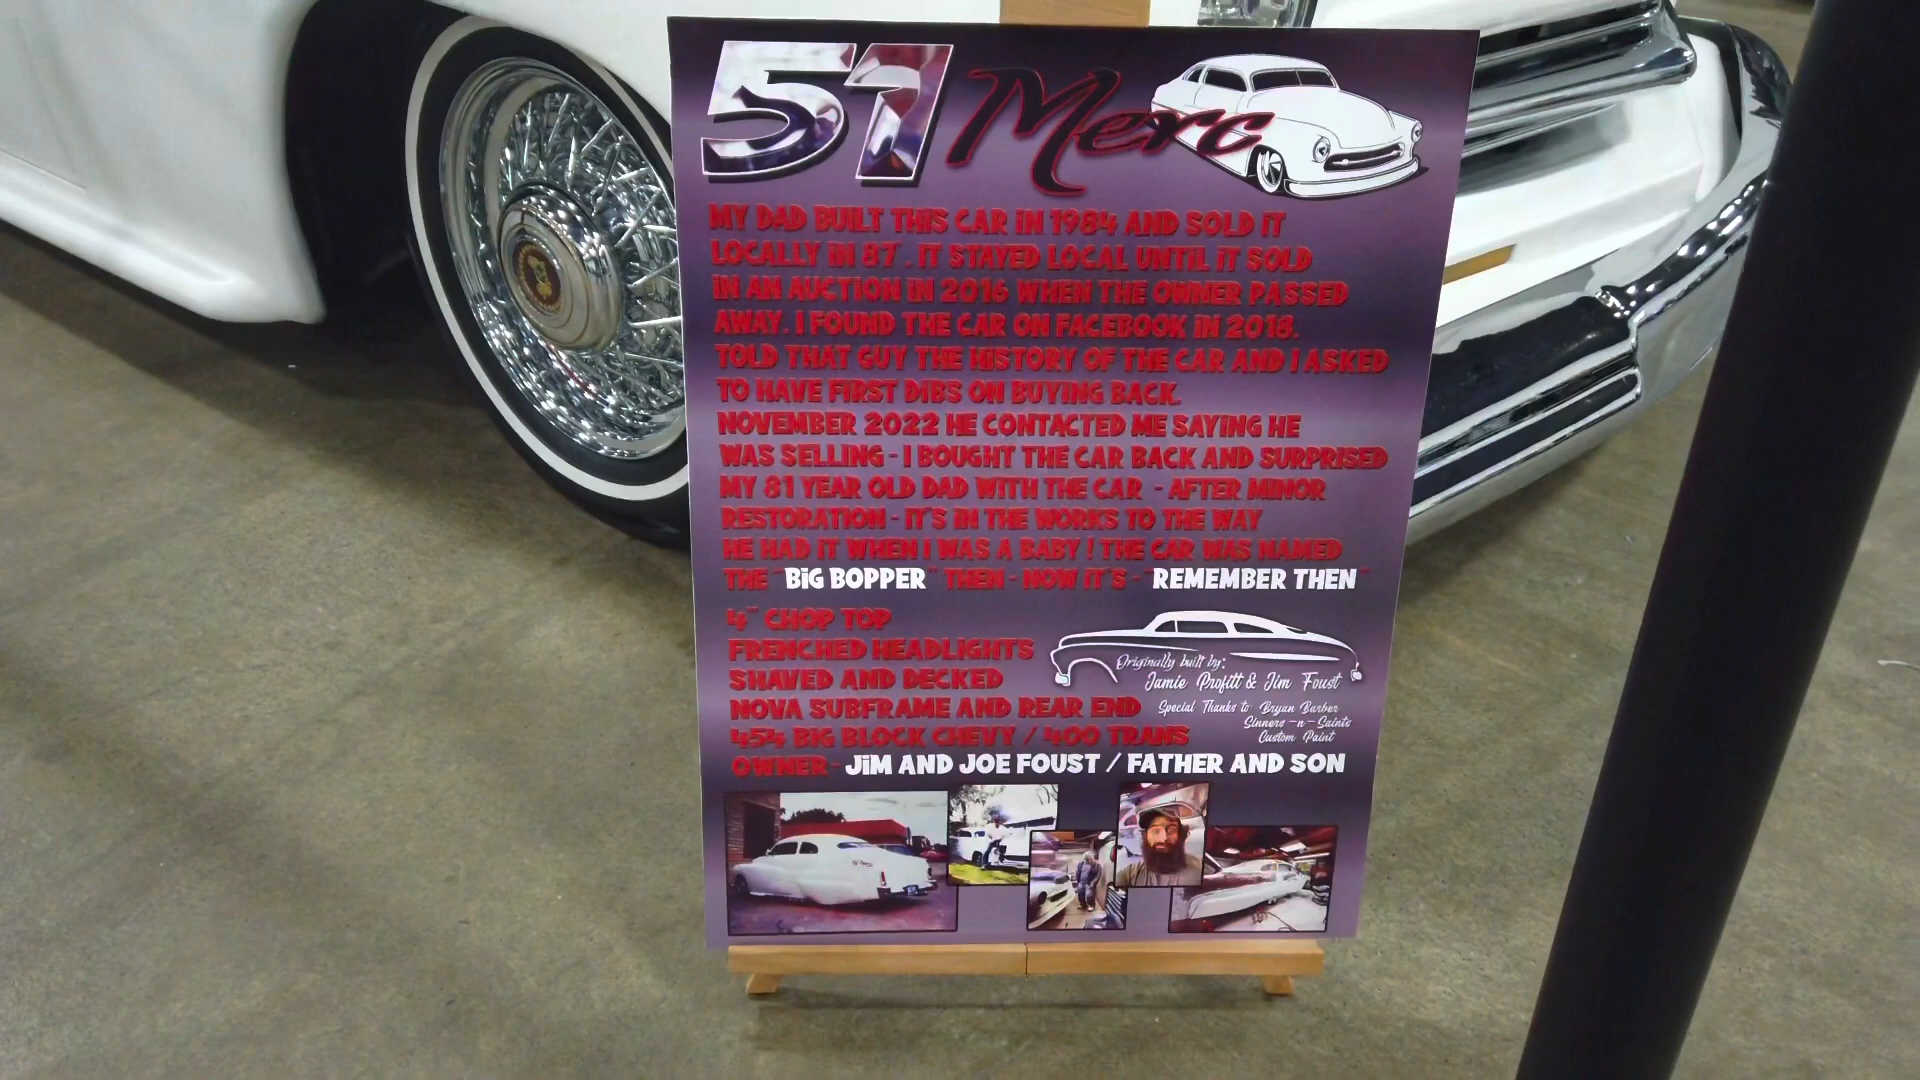 51 Merc
MY DAD BUILT THIS CAR IN 1984 AND SOLD IT
LOCALLY IN 87 . IT STAYED LOCAL UNTIL IT SOLD
IN AN AUCTION IN 2016 WHEN THE OWNER PASSED
AWAY. I FOUND THE CAR ON FACEBOOK IN 2018.
TOLD THAT GUY THE HISTORY OF THE CAR AND I ASKED
TO HAVE FIRST DIBS ON BUYING BACK.
NOVEMBER 2022 HE CONTACTED ME SAYING HE
WAS SELLING - I BOUGHT THE CAR BACK AND SURPRISED
MY 81 YEAR OLD DAD WITH THE CAR - AFTER MINOR
RESTORATION - IT'S IN THE WORKS TO THE WAY
HE HAD IT WHEN I WAS A BABY ! THE CAR WAS NAMED
THE "BIG BOPPER" THEN - NOW IT'S - "REMEMBER THEN"
4" CHOP TOP
FRENCHED HEADLIGHTS
SHAVED AND DECKED
NOVA SUBFRAME AND REAR END
454 BIG BLOCK CHEVY / 400 TRANS
OWNER - JIM AND JOE FOUST / FATHER AND SON
Originally built by:
Jamie Profitt & Jim Foust
Special Thanks to Bryan Barber
Sinners -n- Saints
Custom Paint